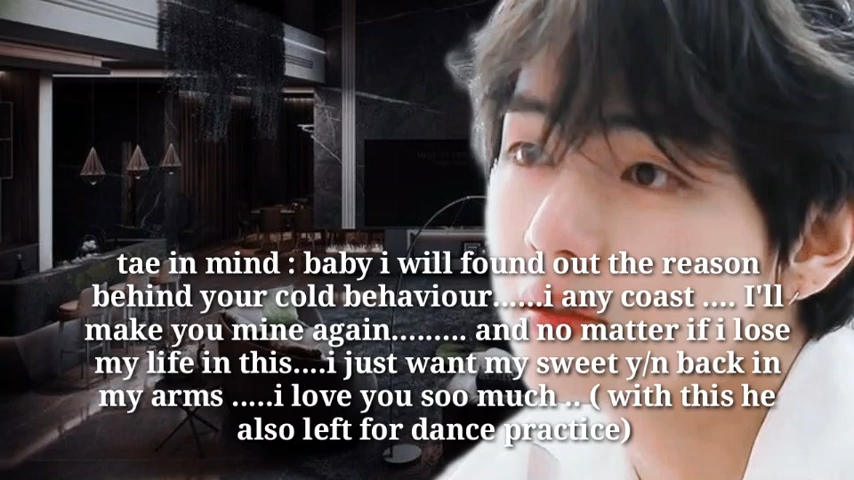 tae in mind : baby i will found out the reason
behind your cold behaviour......i any coast .... I'll
make you mine again......... and no matter if i lose
my life in this....i just want my sweet y/n back in
my arms .....i love you soo much .. ( with this he
also left for dance practice)